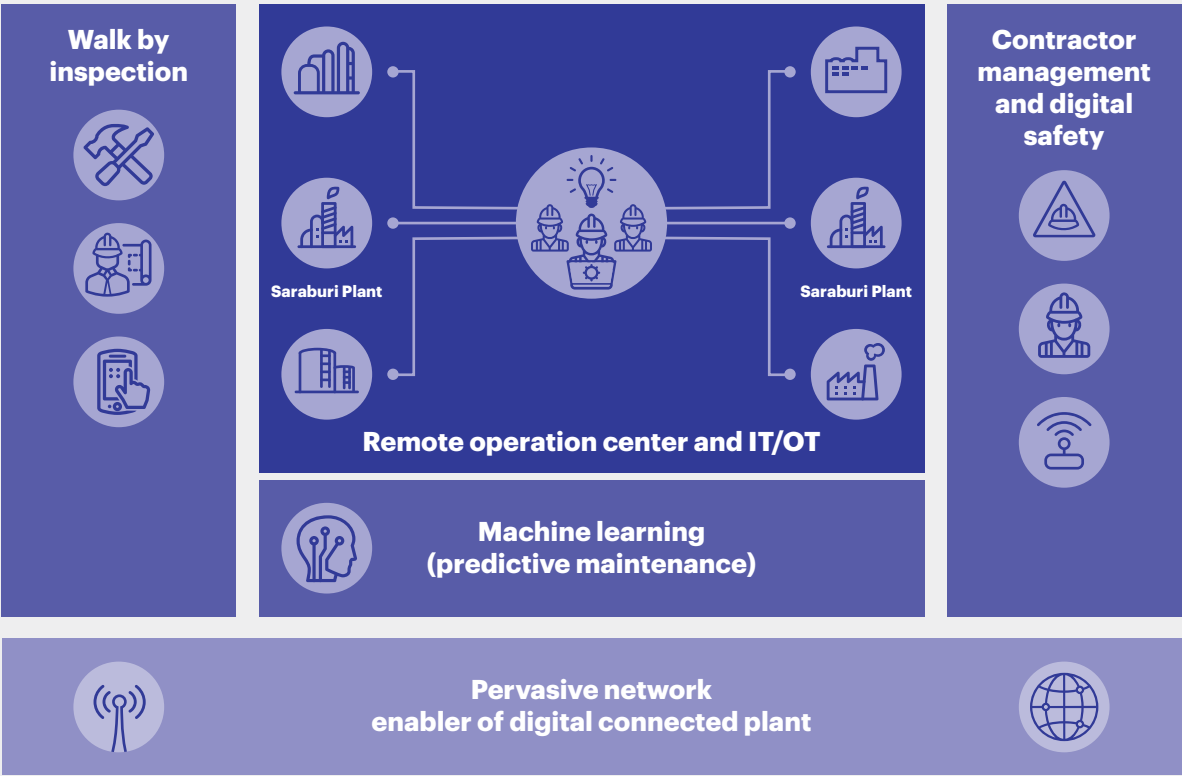 Walk by
inspection
Saraburi Plant
Saraburi Plant
Remote operation center and IT/OT
Contractor
management
and digital
safety
Machine learning
(predictive maintenance)
Pervasive network
enabler of digital connected plant